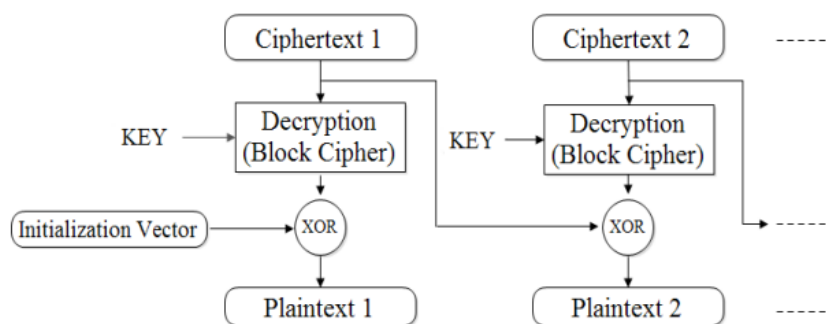 Ciphertext 1
Ciphertext 2
KEY
Decryption
(Block Cipher)
KEY
Decryption
(Block Cipher)
Initialization Vector
XOR
XOR
Plaintext 1
Plaintext 2